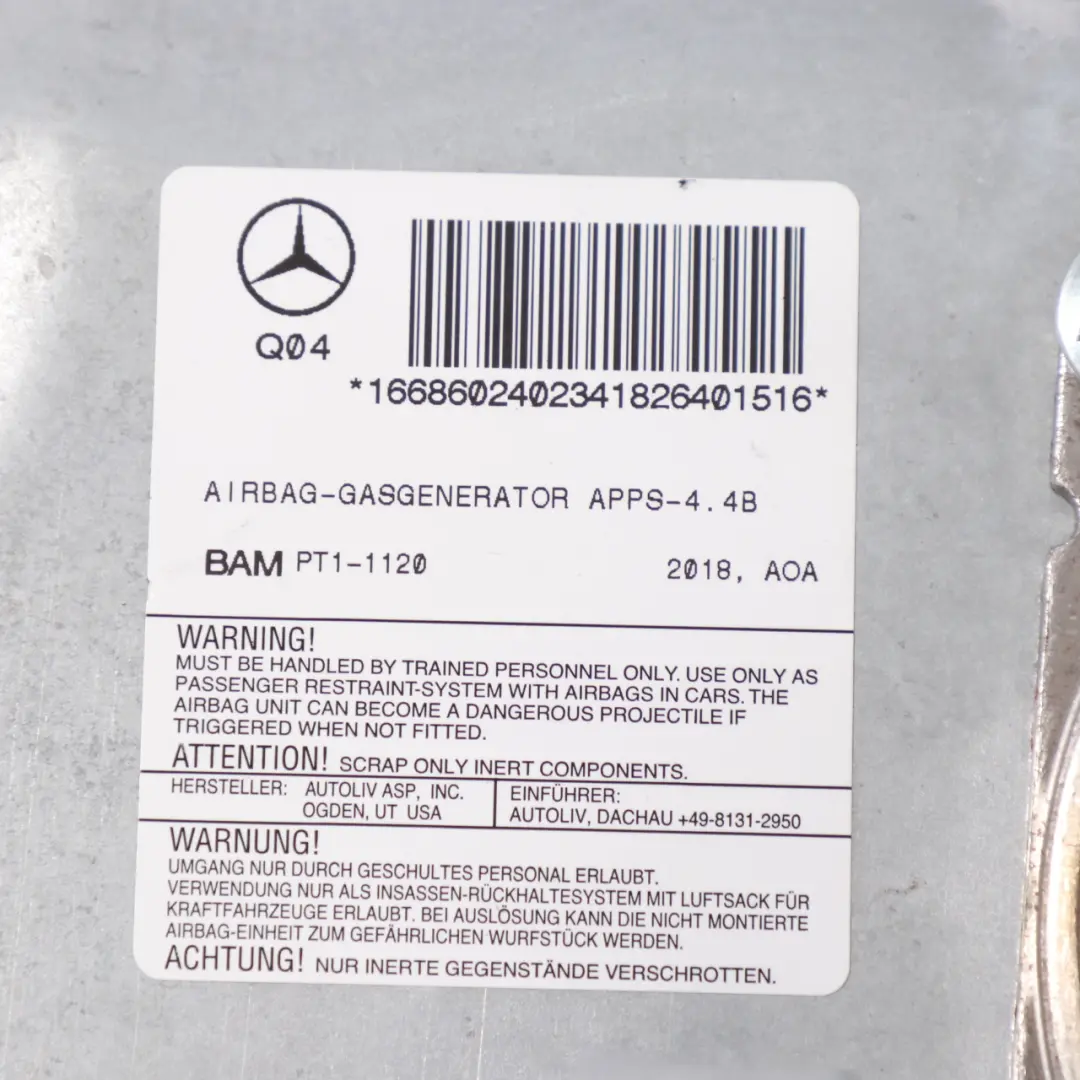 Q04
*1668602402341826401516*
AIRBAG-GASGENERATOR APPS-4.4B
BAM PT1-1120 2018, AOA
WARNING!
MUST BE HANDLED BY TRAINED PERSONNEL ONLY. USE ONLY AS
PASSENGER RESTRAINT-SYSTEM WITH AIRBAGS IN CARS. THE
AIRBAG UNIT CAN BECOME A DANGEROUS PROJECTILE IF
TRIGGERED WHEN NOT FITTED.
ATTENTION! SCRAP ONLY INERT COMPONENTS.
HERSTELLER: AUTOLIV ASP, INC.
OGDEN, UT USA
EINFÜHRER:
AUTOLIV, DACHAU +49-8131-2950
WARNUNG!
UMGANG NUR DURCH GESCHULTES PERSONAL ERLAUBT.
VERWENDUNG NUR ALS INSASSEN-RÜCKHALTESYSTEM MIT LUFTSACK FÜR
KRAFTFAHRZEUGE ERLAUBT. BEI AUSLÖSUNG KANN DIE NICHT MONTIERTE
AIRBAG-EINHEIT ZUM GEFÄHRLICHEN WURFSTÜCK WERDEN.
ACHTUNG! NUR INERTE GEGENSTÄNDE VERSCHROTTEN.